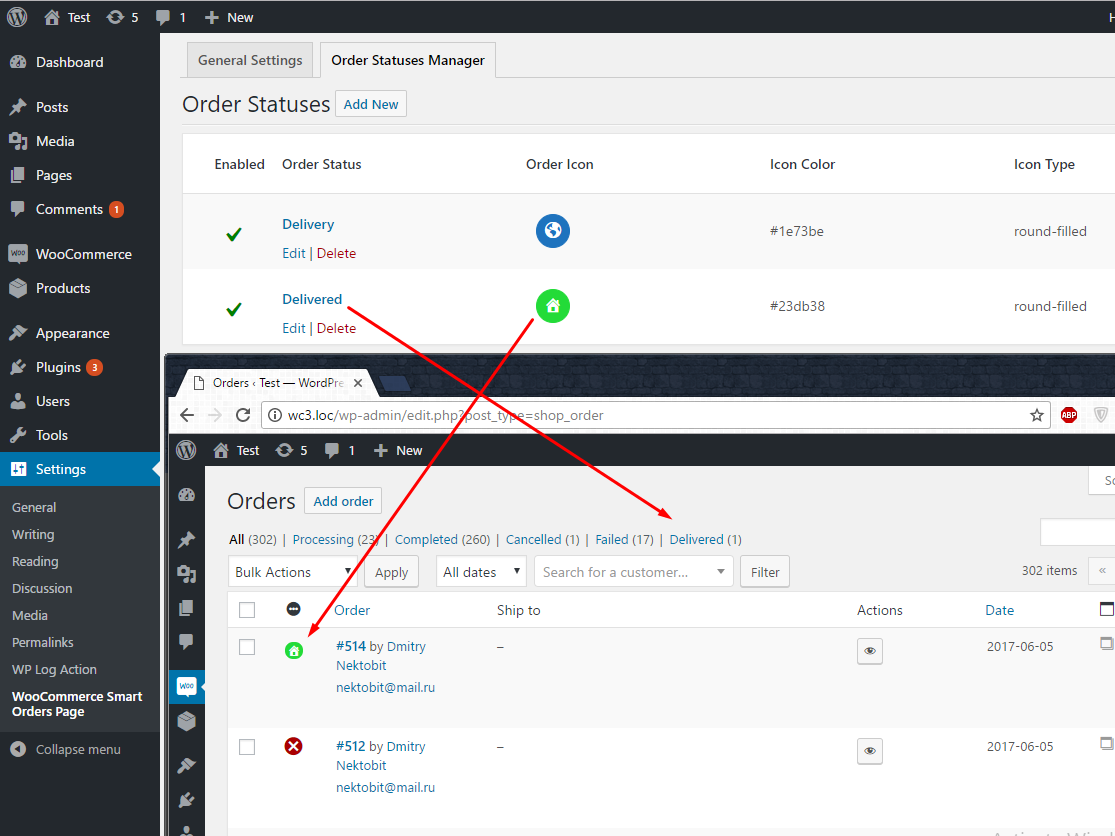 Test 5 1 New
Dashboard
Posts
Media
Pages
Comments 1
WooCommerce
Products
Appearance
Plugins 3
Users
Tools
Settings
General
Writing
Reading
Discussion
Media
Permalinks
WP Log Action
WooCommerce Smart
Orders Page
Collapse menu
General Settings Order Statuses Manager
Order Statuses Add New
Enabled Order Status Order Icon Icon Color Icon Type
Delivery #1e73be round-filled
Edit | Delete
Delivered #23db38 round-filled
Edit | Delete
Orders ‹ Test — WordPre
wc3.loc/wp-admin/edit.php?post_type=shop_order ABP
Test 5 1 New
Orders Add order
All (302) | Processing (23) | Completed (260) | Cancelled (1) | Failed (17) | Delivered (1)
Bulk Actions Apply All dates Search for a customer... Filter 302 items «
Order Ship to Actions Date
#514 by Dmitry – 2017-06-05
Nektobit
nektobit@mail.ru
#512 by Dmitry – 2017-06-05
Nektobit
nektobit@mail.ru